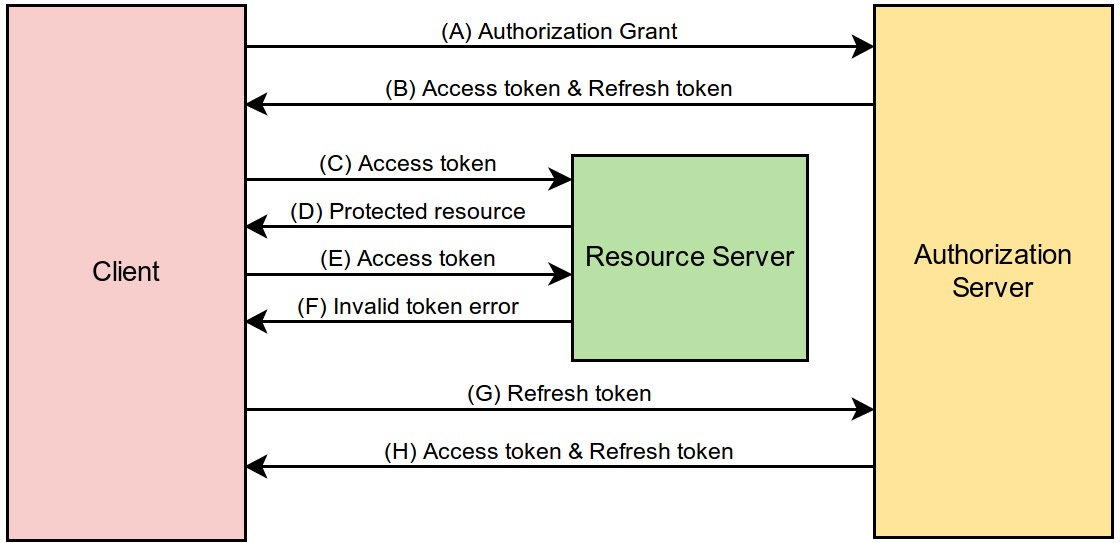 (A) Authorization Grant
(B) Access token & Refresh token
(C) Access token
(D) Protected resource
(E) Access token
(F) Invalid token error
Client
Resource Server
Authorization
Server
(G) Refresh token
(H) Access token & Refresh token